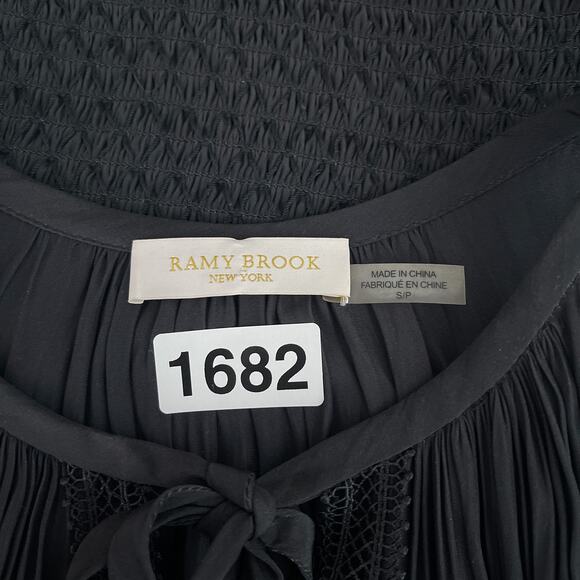 RAMY BROOK
NEW YORK
MADE IN CHINA
FABRIQUÉ EN CHINE
S/P
1682